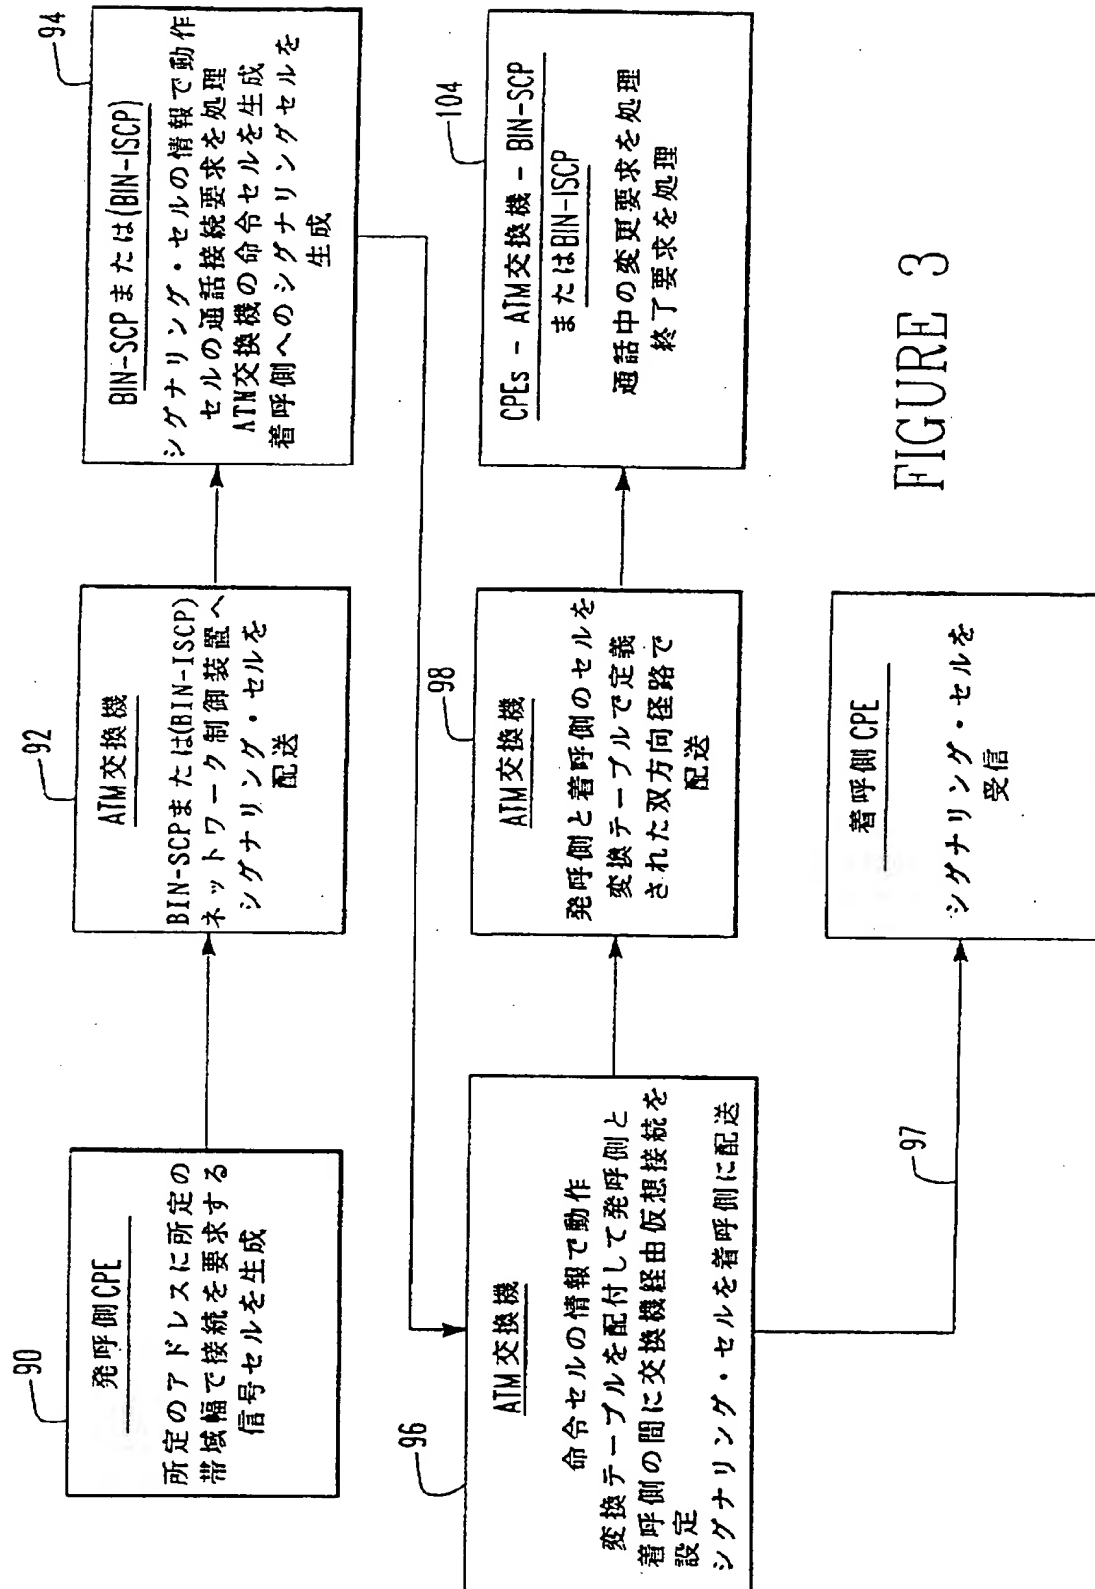 90
発呼側CPE
所定のアドレスに所定の
帯域幅で接続を要求する
信号セルを生成
92
ATM交換機
BIN-SCPまたは(BIN-ISCP)
ネットワーク制御装置へ
シグナリング・セルを
配送
94
BIN-SCPまたは(BIN-ISCP)
シグナリング・セルの情報で動作
セルの通話接続要求を処理
ATM交換機の命令セルを生成
着呼側へのシグナリングセルを
生成
96
ATM交換機
命令セルの情報で動作
変換テーブルを配付して発呼側と
着呼側の間に交換機経由仮想接続を
設定
シグナリング・セルを着呼側に配送
98
ATM交換機
発呼側と着呼側のセルを
変換テーブルで定義
された双方向経路で
配送
104
CPEs - ATM交換機 - BIN-SCP
またはBIN-ISCP
通話中の変更要求を処理
終了要求を処理
97
着呼側CPE
シグナリング・セルを
受信
FIGURE 3